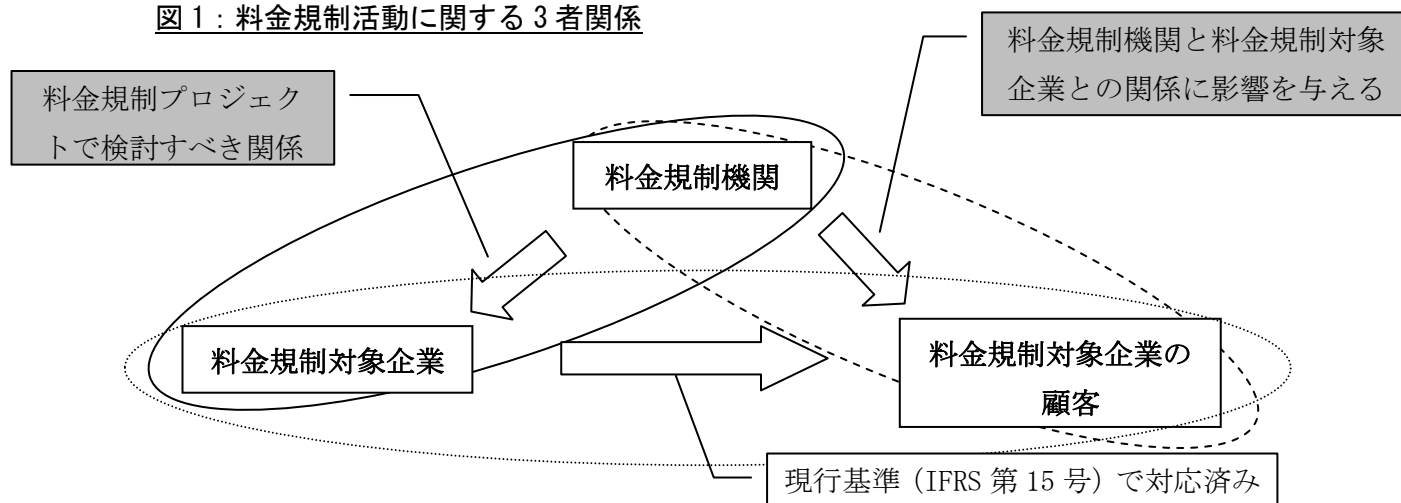 図1：料金規制活動に関する3者関係
料金規制機関と料金規制対象
企業との関係に影響を与える
料金規制プロジェク
トで検討すべき関係
料金規制機関
料金規制対象企業
料金規制対象企業の
顧客
現行基準（IFRS 第 15 号）で対応済み